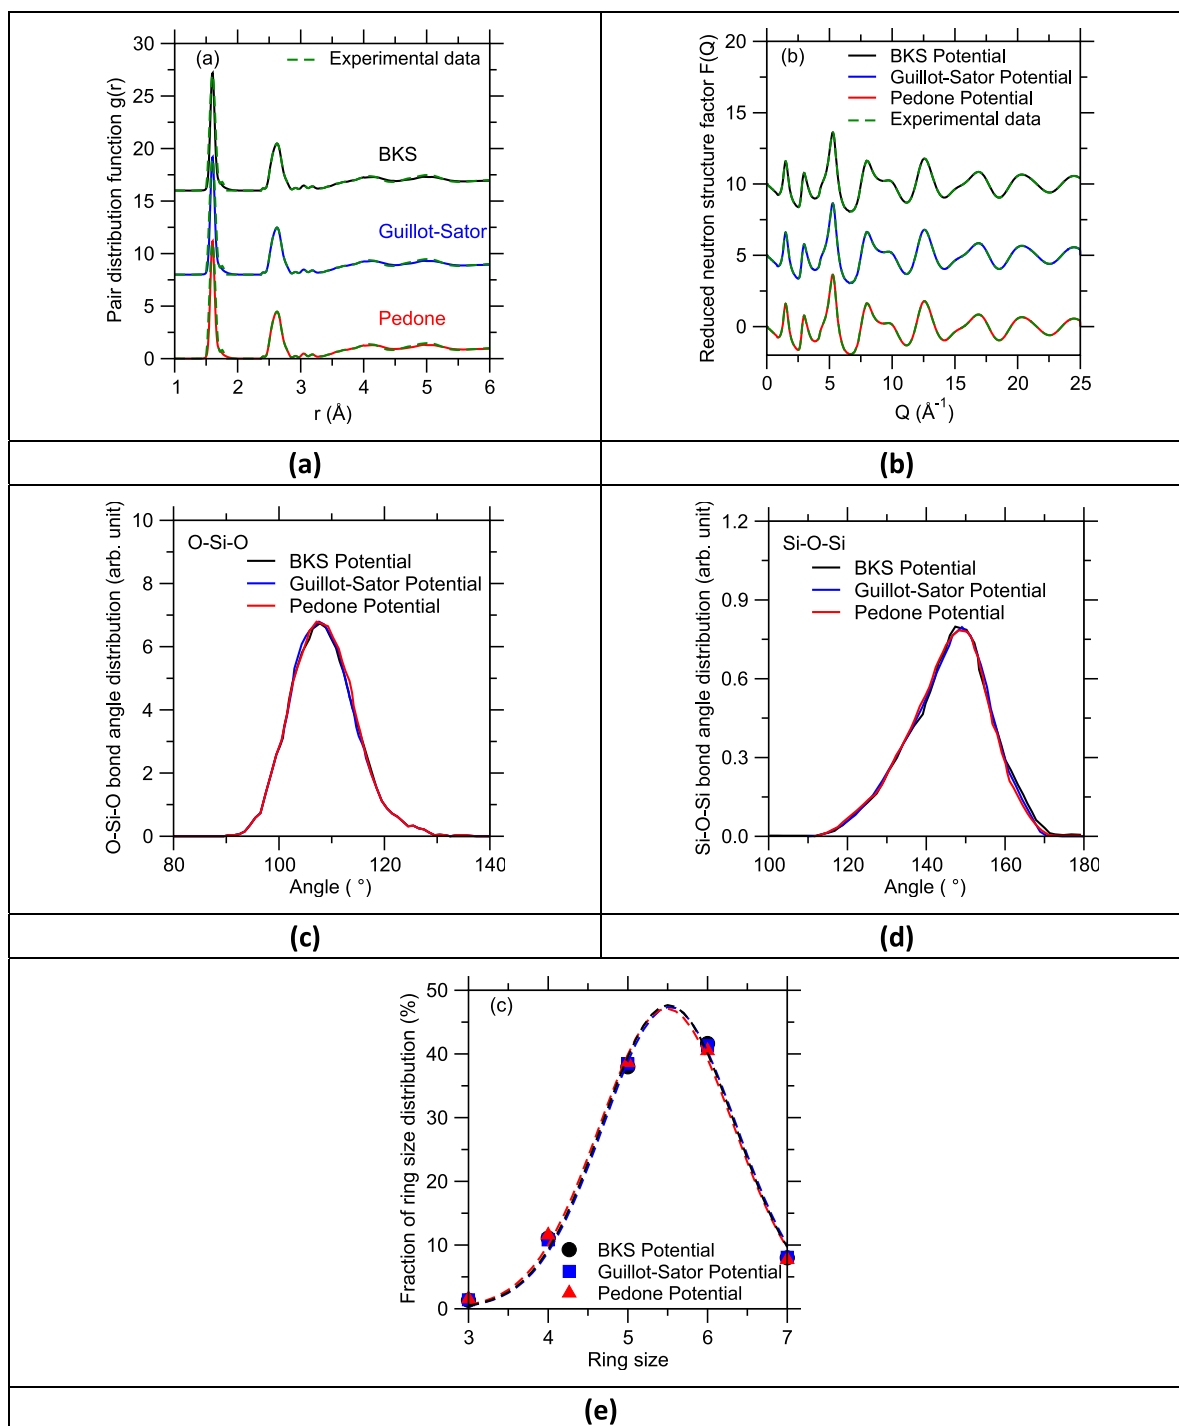 (a)
Experimental data
BKS
Guillot-Sator
Pedone
Pair distribution function g(r)
30
25
20
15
10
5
0
1 2 3 4 5 6
r (Å)
(b)
BKS Potential
Guillot-Sator Potential
Pedone Potential
Experimental data
Reduced neutron structure factor F(Q)
20
15
10
5
0
0 5 10 15 20 25
Q (Å-1)
(a)
(b)
O-Si-O
BKS Potential
Guillot-Sator Potential
Pedone Potential
O-Si-O bond angle distribution (arb. unit)
10
8
6
4
2
0
80 100 120 140
Angle ( °)
Si-O-Si
BKS Potential
Guillot-Sator Potential
Pedone Potential
Si-O-Si bond angle distribution (arb. unit)
1.2
0.9
0.6
0.3
0.0
100 120 140 160 180
Angle ( °)
(c)
(d)
(c)
Fraction of ring size distribution (%)
50
40
30
20
10
0
BKS Potential
Guillot-Sator Potential
Pedone Potential
3 4 5 6 7
Ring size
(e)